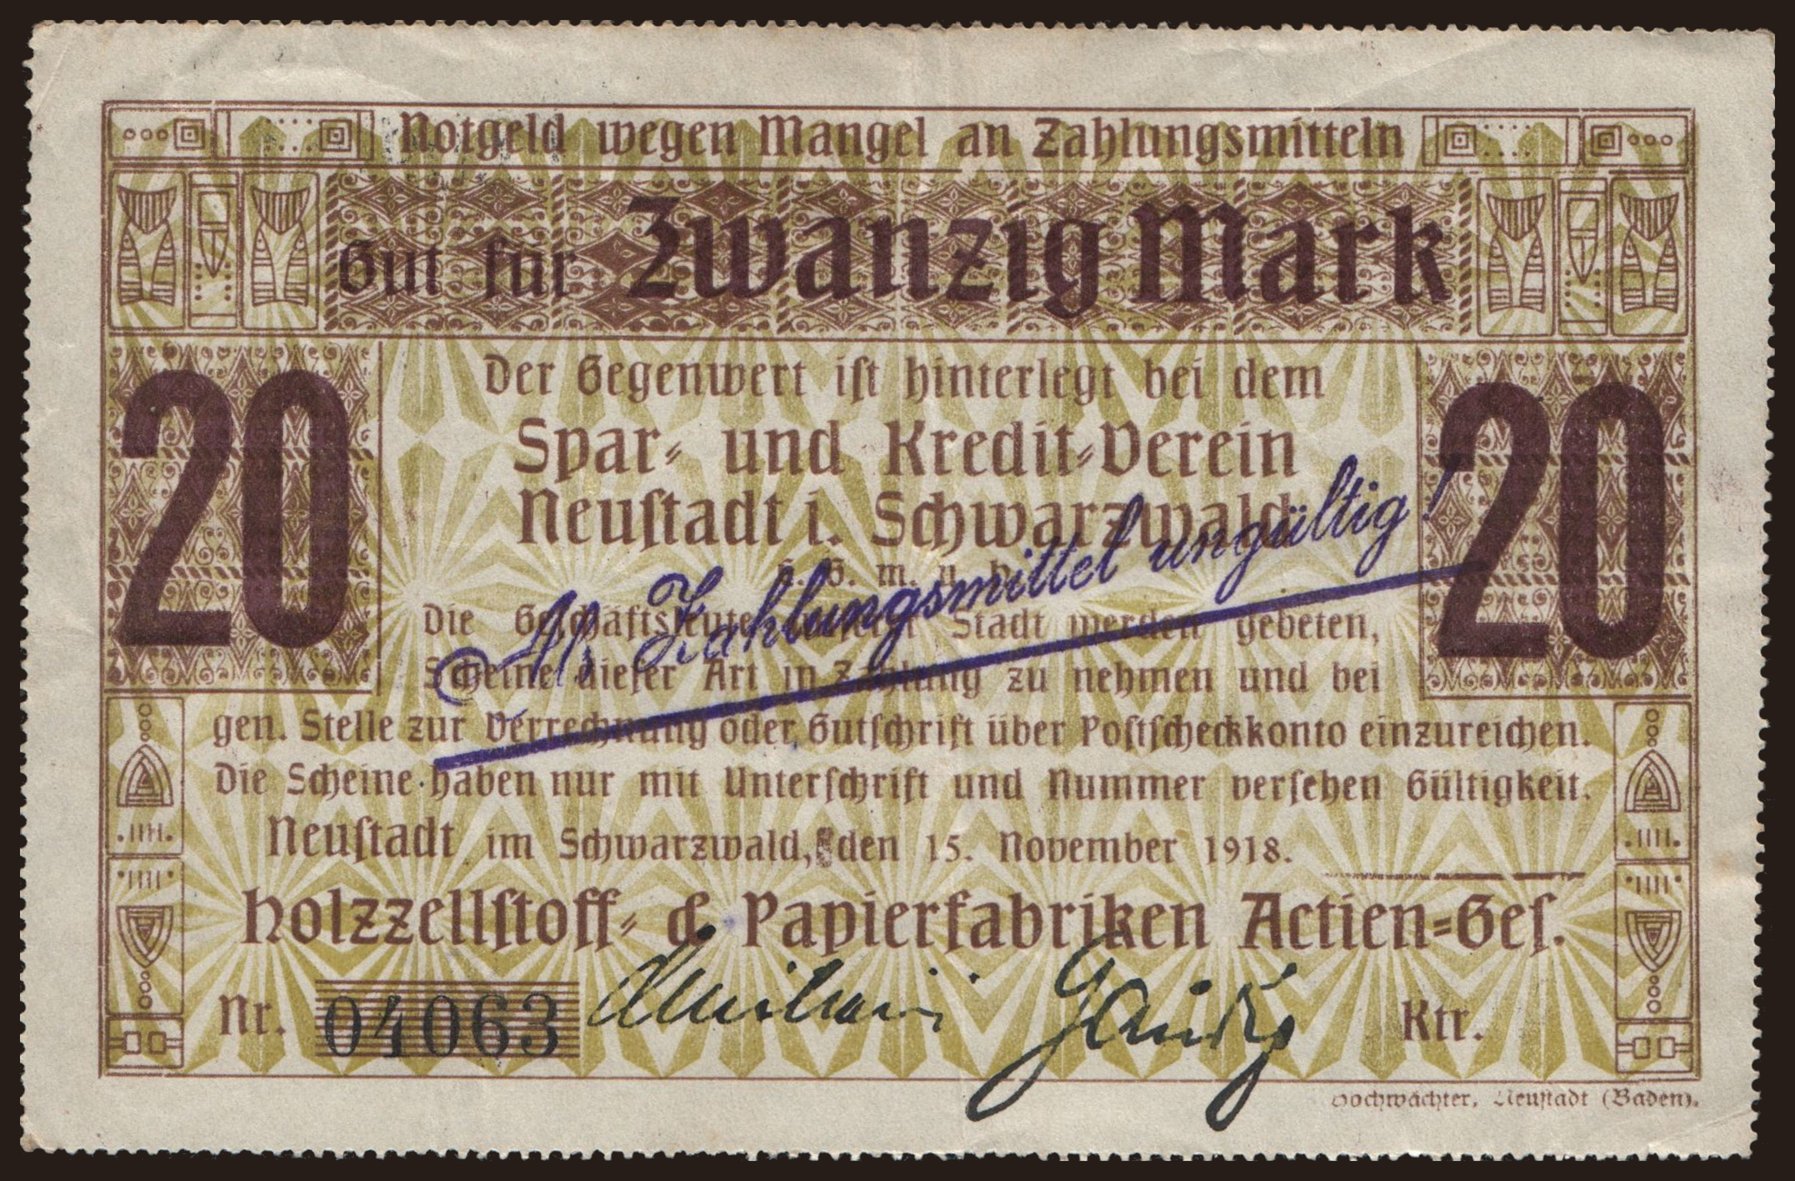 Notgeld wegen Mangel an Zahlungsmitteln
Gut für Zwanzig Mark
20
20
Der Gegenwert ist hinterlegt bei dem
Spar- und Kredit-Verein
Neustadt i. Schwarzwald
e. G. m. u. H.
Die Geschäftsleute Stadt werden gebeten,
Scheine dieser Art in Zahlung zu nehmen und bei
gen. Stelle zur Verrechnung oder Gutschrift über Postscheckkonto einzureichen.
Die Scheine haben nur mit Unterschrift und Nummer versehen Gültigkeit.
Als Zahlungsmittel ungültig!
Neustadt im Schwarzwald, den 15. November 1918.
Holzzellstoff- & Papierfabriken Actien-Ges.
Nr. 04063
Ktr.
Hochwächter, Neustadt (Baden).